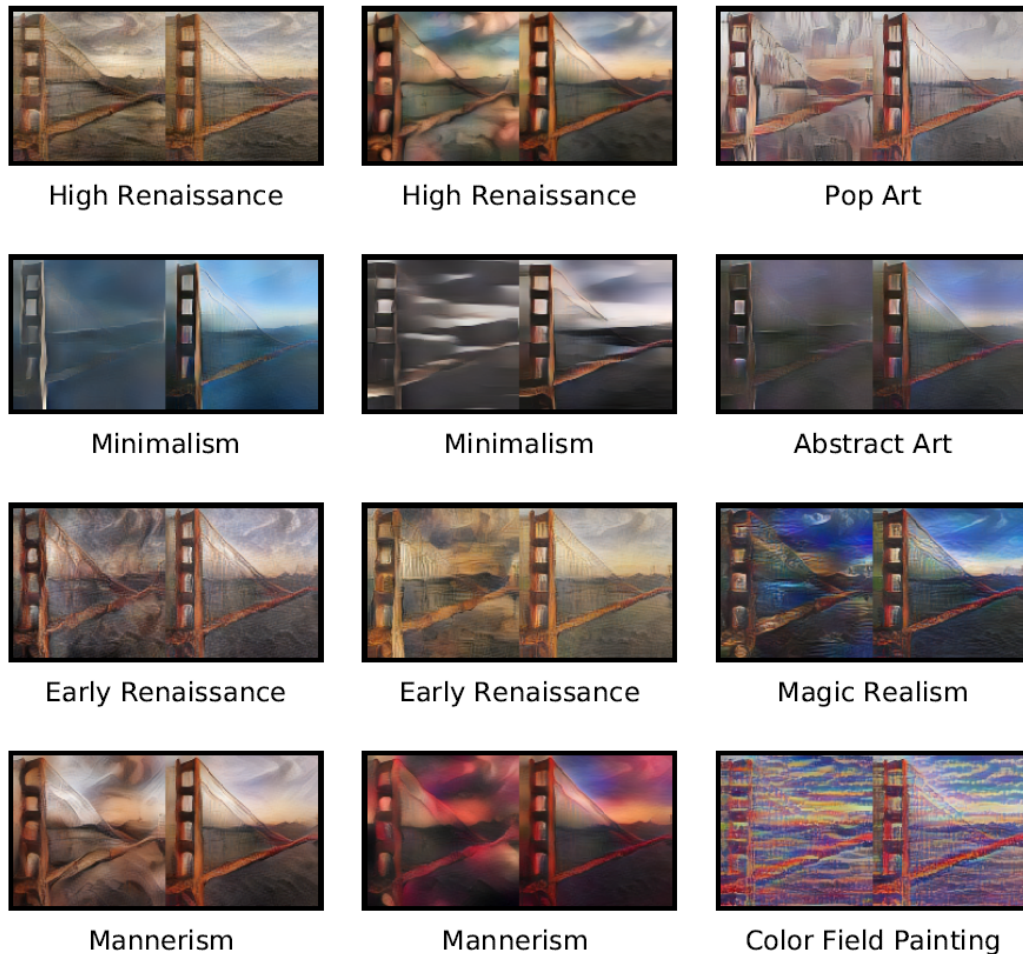 High Renaissance
High Renaissance
Pop Art
Minimalism
Minimalism
Abstract Art
Early Renaissance
Early Renaissance
Magic Realism
Mannerism
Mannerism
Color Field Painting